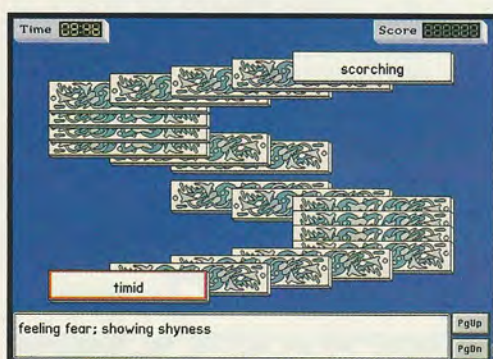 Time
Score
scorching
timid
feeling fear; showing shyness
PgUp
PgDn